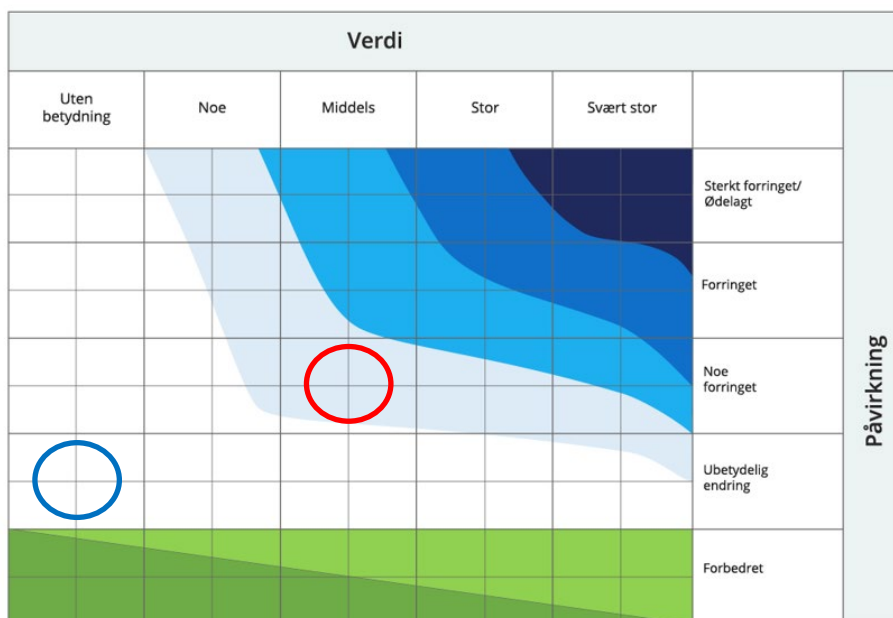 Verdi
Uten
betydning
Noe
Middels
Stor
Svært stor
Sterkt forringet/
Ødelagt
Forringet
Noe
forringet
Ubetydelig
endring
Forbedret
Påvirkning